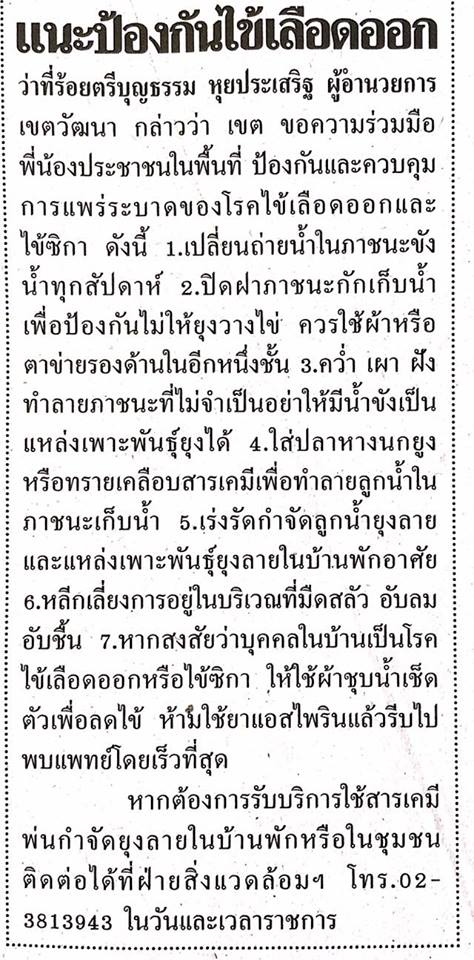 แนะป้องกันไข้เลือดออก
ว่าที่ร้อยตรีบุญธรรม หุยประเสริฐ ผู้อำนวยการ
เขตวัฒนา กล่าวว่า เขต ขอความร่วมมือ
พี่น้องประชาชนในพื้นที่ ป้องกันและควบคุม
การแพร่ระบาดของโรคไข้เลือดออกและ
ไข้ซิกา ดังนี้ 1.เปลี่ยนถ่ายน้ำในภาชนะขัง
น้ำทุกสัปดาห์ 2.ปิดฝาภาชนะกักเก็บน้ำ
เพื่อป้องกันไม่ให้ยุงวางไข่ ควรใช้ผ้าหรือ
ตาข่ายรองด้านในอีกหนึ่งชั้น 3.คว่ำ เผา ฝัง
ทำลายภาชนะที่ไม่จำเป็นอย่าให้มีน้ำขังเป็น
แหล่งเพาะพันธุ์ยุงได้ 4.ใส่ปลาหางนกยูง
หรือทรายเคลือบสารเคมีเพื่อทำลายลูกน้ำใน
ภาชนะเก็บน้ำ 5.เร่งรัดกำจัดลูกน้ำยุงลาย
และแหล่งเพาะพันธุ์ยุงลายในบ้านพักอาศัย
6.หลีกเลี่ยงการอยู่ในบริเวณที่มืดสลัว อับลม
อับชื้น 7.หากสงสัยว่าบุคคลในบ้านเป็นโรค
ไข้เลือดออกหรือไข้ซิกา ให้ใช้ผ้าชุบน้ำเช็ด
ตัวเพื่อลดไข้ ห้ามใช้ยาแอสไพรินแล้วรีบไป
พบแพทย์โดยเร็วที่สุด
หากต้องการรับบริการใช้สารเคมี
พ่นกำจัดยุงลายในบ้านพักหรือในชุมชน
ติดต่อได้ที่ฝ่ายสิ่งแวดล้อมฯ โทร.02-
3813943 ในวันและเวลาราชการ